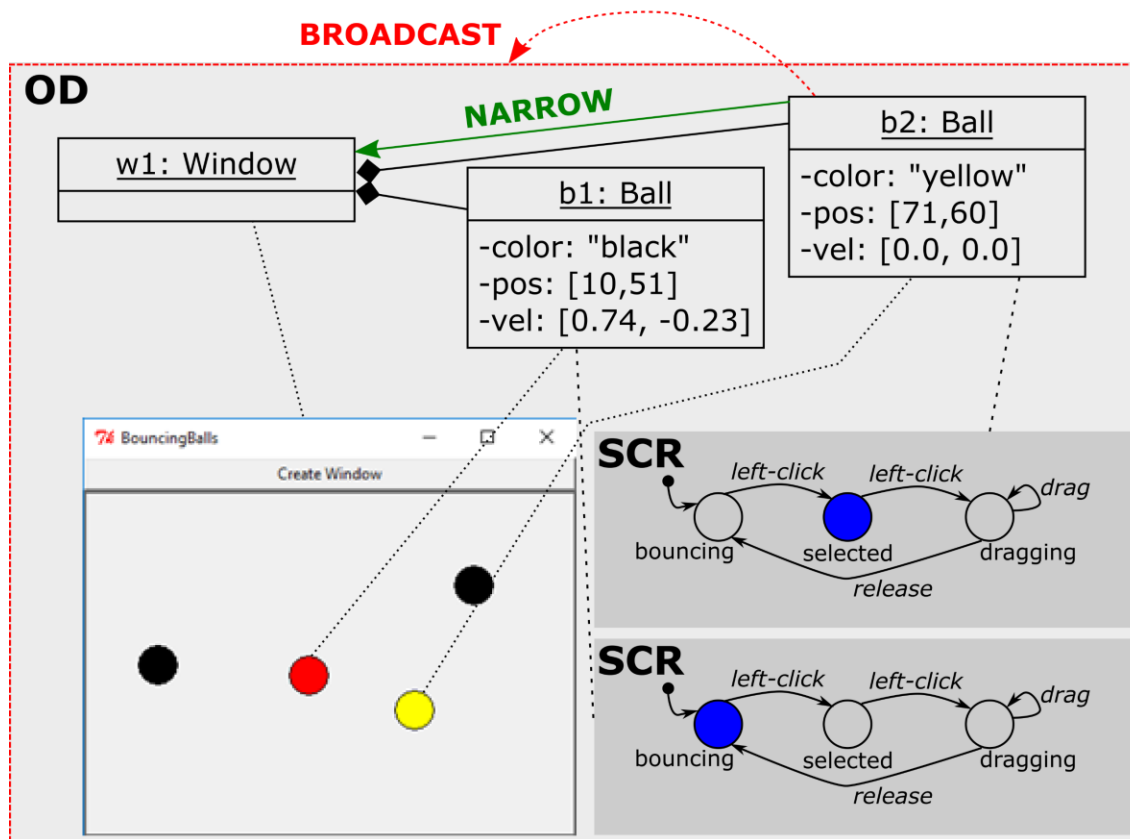 BROADCAST
OD
NARROW
w1: Window
b2: Ball
-color: "yellow"
-pos: [71,60]
-vel: [0.0, 0.0]
b1: Ball
-color: "black"
-pos: [10,51]
-vel: [0.74, -0.23]
BouncingBalls
Create Window
SCR
left-click
left-click
drag
bouncing
selected
dragging
release
SCR
left-click
left-click
drag
bouncing
selected
dragging
release